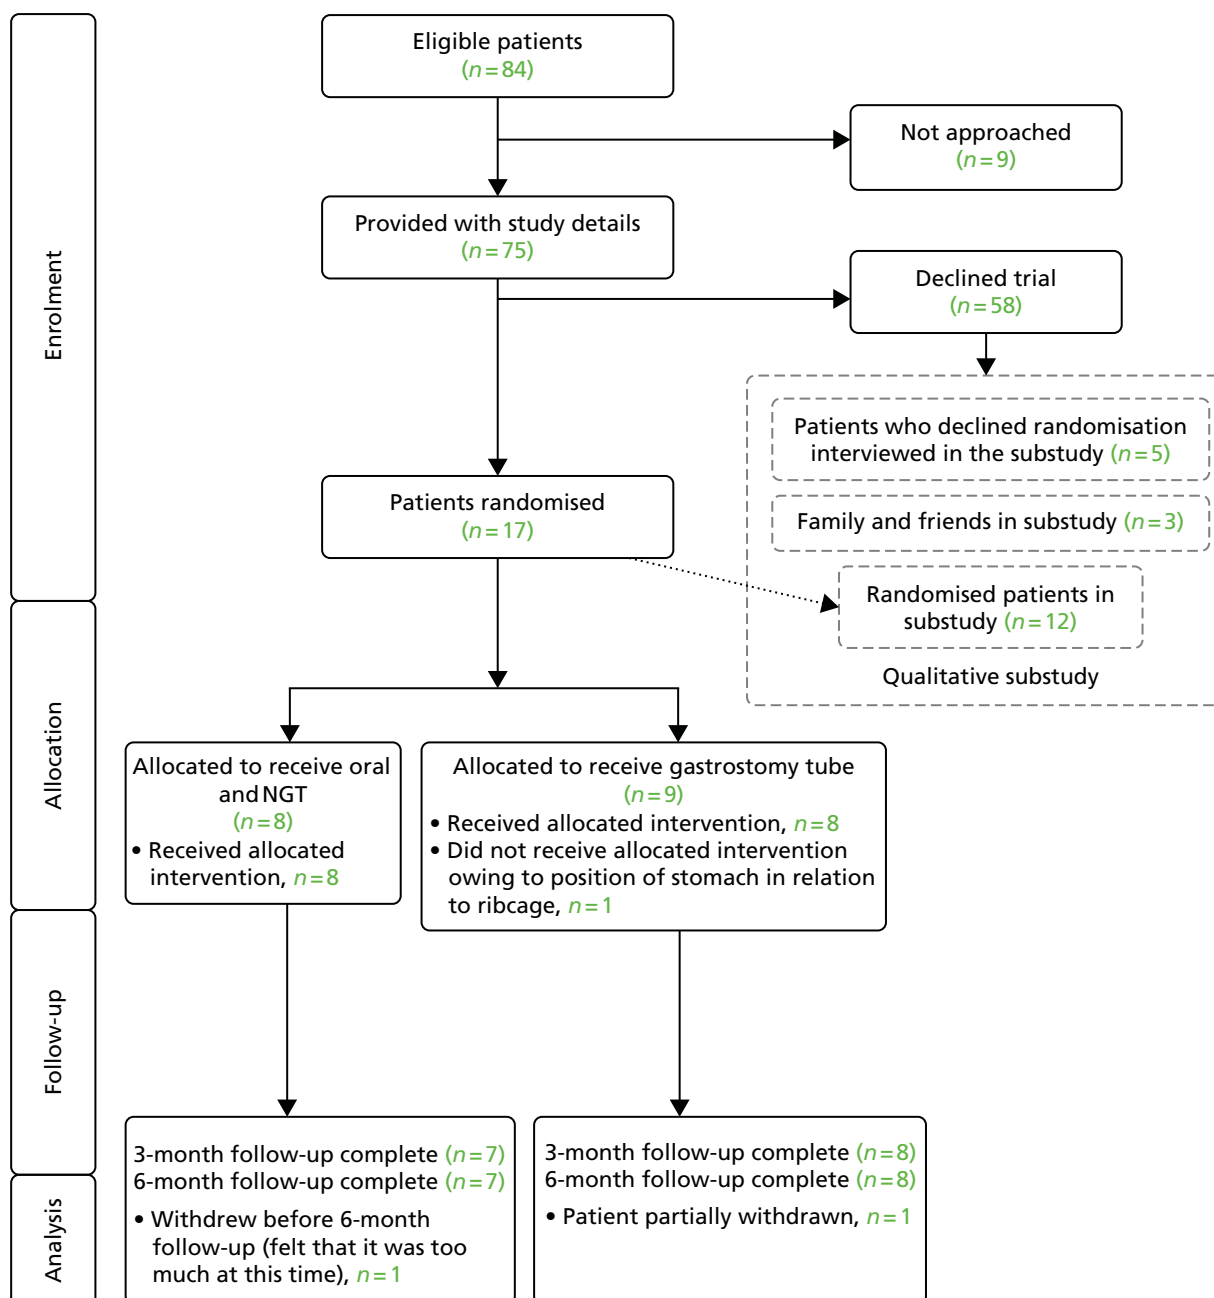 Eligible patients
(n=84)
Not approached
(n=9)
Provided with study details
(n=75)
Declined trial
(n=58)
Patients who declined randomisation
interviewed in the substudy (n=5)
Family and friends in substudy (n=3)
Randomised patients in
substudy (n=12)
Qualitative substudy
Patients randomised
(n=17)
Enrolment
Allocated to receive oral
and NGT
(n=8)
• Received allocated
intervention, n=8
Allocated to receive gastrostomy tube
(n=9)
• Received allocated intervention, n=8
• Did not receive allocated intervention
owing to position of stomach in relation
to ribcage, n=1
Allocation
Follow-up
3-month follow-up complete (n=7)
6-month follow-up complete (n=7)
• Withdrew before 6-month
follow-up (felt that it was too
much at this time), n=1
3-month follow-up complete (n=8)
6-month follow-up complete (n=8)
• Patient partially withdrawn, n=1
Analysis